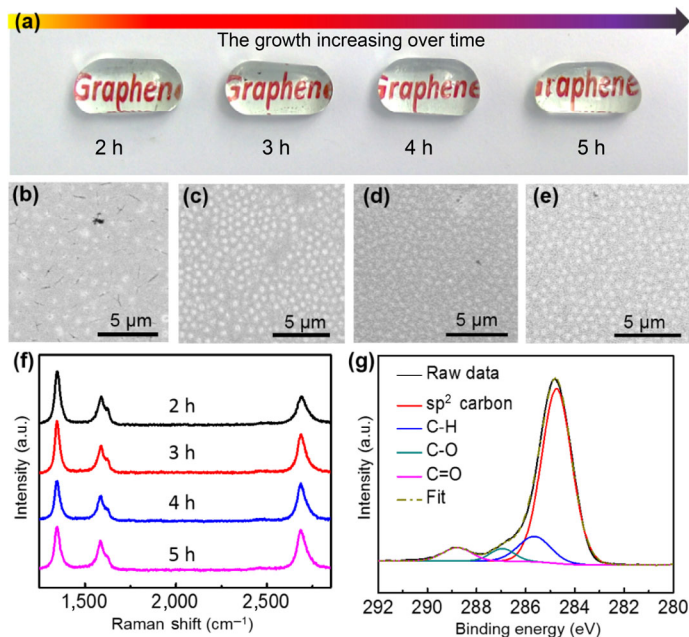 (a)
The growth increasing over time
Graphene Graphene Graphene Graphene
2 h 3 h 4 h 5 h
(b) (c) (d) (e)
5 μm 5 μm 5 μm 5 μm
(f)
2 h
3 h
4 h
5 h
Intensity (a.u.)
1,500 2,000 2,500
Raman shift (cm⁻¹)
(g)
Raw data
sp² carbon
C-H
C-O
C=O
Fit
Intensity (a.u.)
292 290 288 286 284 282 280
Binding energy (eV)